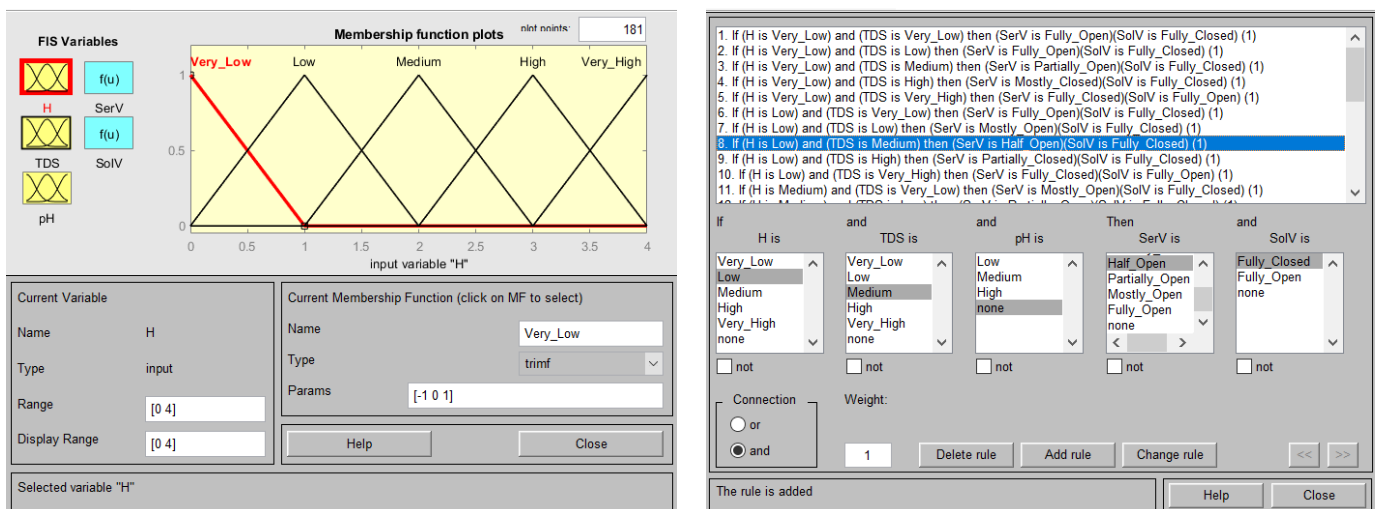 FIS Variables
Membership function plots
plot points:
181
f(u)
H
SerV
f(u)
TDS
SolV
pH
Very_Low
Low
Medium
High
Very_High
1
0.5
0
0
0.5
1
1.5
2
2.5
3
3.5
4
input variable "H"
Current Variable
Name
H
Type
input
Range
[0 4]
Display Range
[0 4]
Current Membership Function (click on MF to select)
Name
Very_Low
Type
trimf
Params
[-1 0 1]
Help
Close
Selected variable "H"
1. If (H is Very_Low) and (TDS is Very_Low) then (SerV is Fully_Open)(SolV is Fully_Closed) (1)
2. If (H is Very_Low) and (TDS is Low) then (SerV is Fully_Open)(SolV is Fully_Closed) (1)
3. If (H is Very_Low) and (TDS is Medium) then (SerV is Partially_Open)(SolV is Fully_Closed) (1)
4. If (H is Very_Low) and (TDS is High) then (SerV is Mostly_Closed)(SolV is Fully_Closed) (1)
5. If (H is Very_Low) and (TDS is Very_High) then (SerV is Fully_Closed)(SolV is Fully_Open) (1)
6. If (H is Low) and (TDS is Very_Low) then (SerV is Fully_Open)(SolV is Fully_Closed) (1)
7. If (H is Low) and (TDS is Low) then (SerV is Mostly_Open)(SolV is Fully_Closed) (1)
8. If (H is Low) and (TDS is Medium) then (SerV is Half_Open)(SolV is Fully_Closed) (1)
9. If (H is Low) and (TDS is High) then (SerV is Partially_Closed)(SolV is Fully_Closed) (1)
10. If (H is Low) and (TDS is Very_High) then (SerV is Fully_Closed)(SolV is Fully_Open) (1)
11. If (H is Medium) and (TDS is Very_Low) then (SerV is Mostly_Open)(SolV is Fully_Closed) (1)
If
H is
and
TDS is
and
pH is
Then
SerV is
and
SolV is
Very_Low
Low
Medium
High
Very_High
none
Very_Low
Low
Medium
High
Very_High
none
Low
Medium
High
none
Half_Open
Partially_Open
Mostly_Open
Fully_Open
none
Fully_Closed
Fully_Open
none
not
not
not
not
not
Connection
or
and
Weight:
1
Delete rule
Add rule
Change rule
<<
>>
The rule is added
Help
Close